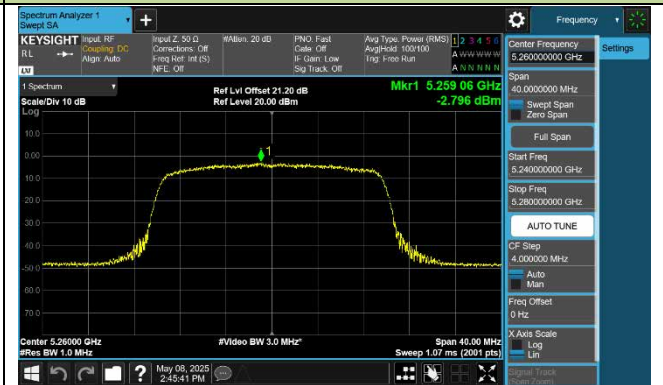 Spectrum Analyzer 1
Swept SA
+
Frequency
KEYSIGHT
RL
LXI
Input: RF
Coupling: DC
Align: Auto
Input Z: 50 Ω
Corrections: Off
Freq Ref: Int (S)
NFE: Off
#Atten: 20 dB
PNO: Fast
Gate: Off
IF Gain: Low
Sig Track: Off
Avg Type: Power (RMS)
Avg|Hold: 100/100
Trig: Free Run
1 2 3 4 5 6
A W W W W W
A N N N N N
Center Frequency
5.260000000 GHz
Settings
Span
40.0000000 MHz
Swept Span
Zero Span
Full Span
Start Freq
5.240000000 GHz
Stop Freq
5.280000000 GHz
AUTO TUNE
CF Step
4.000000 MHz
Auto
Man
Freq Offset
0 Hz
X Axis Scale
Log
Lin
Signal Track
(Span Zoom)
1 Spectrum
Scale/Div 10 dB
Log
Ref Lvl Offset 21.20 dB
Ref Level 20.00 dBm
Mkr1 5.259 06 GHz
-2.796 dBm
10.0
0.00
1
-10.0
-20.0
-30.0
-40.0
-50.0
-60.0
-70.0
Center 5.26000 GHz
#Res BW 1.0 MHz
#Video BW 3.0 MHz*
Span 40.00 MHz
Sweep 1.07 ms (2001 pts)
?
May 08, 2025
2:45:41 PM